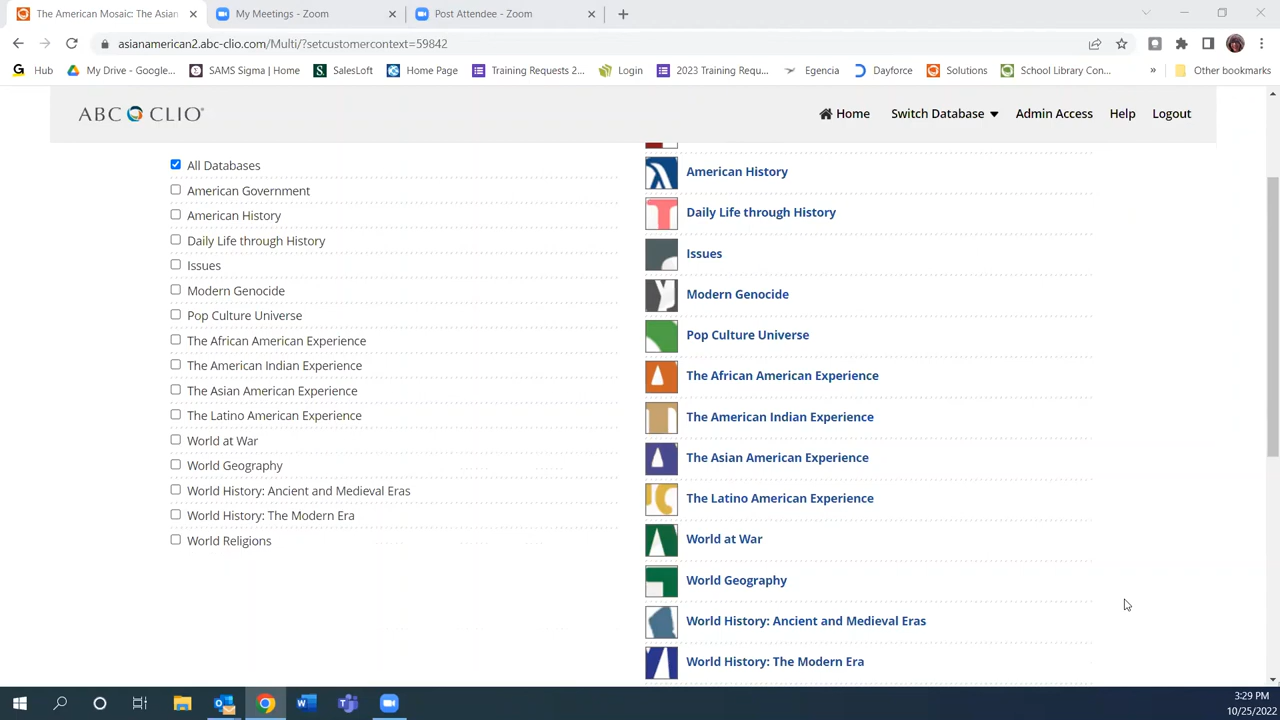 The American Mosaic: The Asian
My Meetings - Zoom
Post Attendee - Zoom
asianamerican2.abc-clio.com/Multi/?setcustomercontext=59842
Hub
My Drive - Google...
SAMS Sigma | Home
SalesLoft
Home Page
Training Requests 2...
Login
2023 Training Requ...
Egencia
Dayforce
Solutions
School Library Con...
»
Other bookmarks
ABC CLIO
Home
Switch Database
Admin Access
Help
Logout
All Databases
American Government
American History
Daily Life through History
Issues
Modern Genocide
Pop Culture Universe
The African American Experience
The American Indian Experience
The Asian American Experience
The Latino American Experience
World at War
World Geography
World History: Ancient and Medieval Eras
World History: The Modern Era
World Religions
American History
Daily Life through History
Issues
Modern Genocide
Pop Culture Universe
The African American Experience
The American Indian Experience
The Asian American Experience
The Latino American Experience
World at War
World Geography
World History: Ancient and Medieval Eras
World History: The Modern Era
3:29 PM
10/25/2022